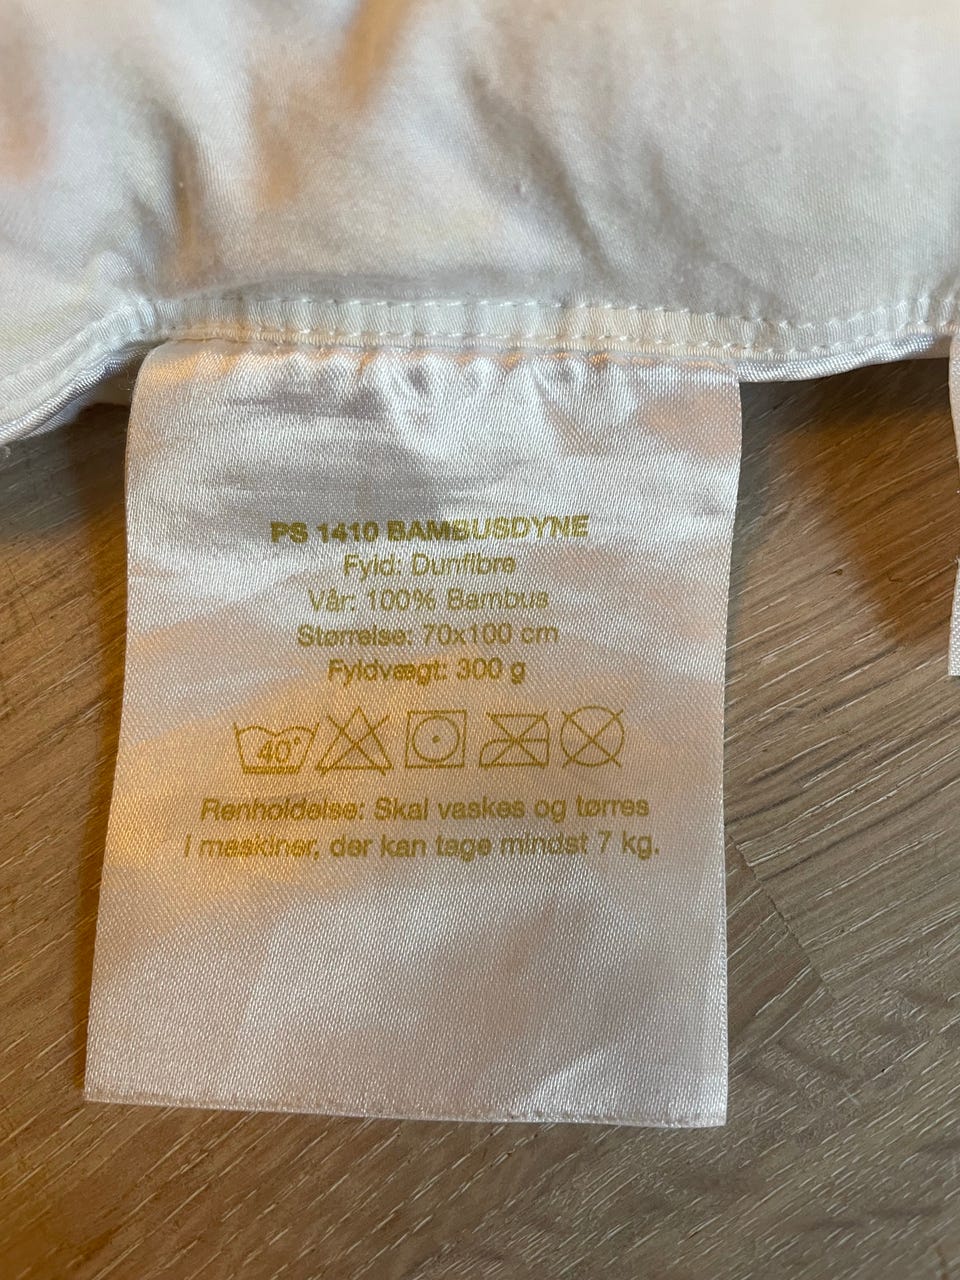 PS 1410 BAMBUSDYNE
Fyld: Dunfibre
Vår: 100% Bambus
Størrelse: 70x100 cm
Fyldvægt: 300 g
40°
Renholdelse: Skal vaskes og tørres
i maskiner, der kan tage mindst 7 kg.